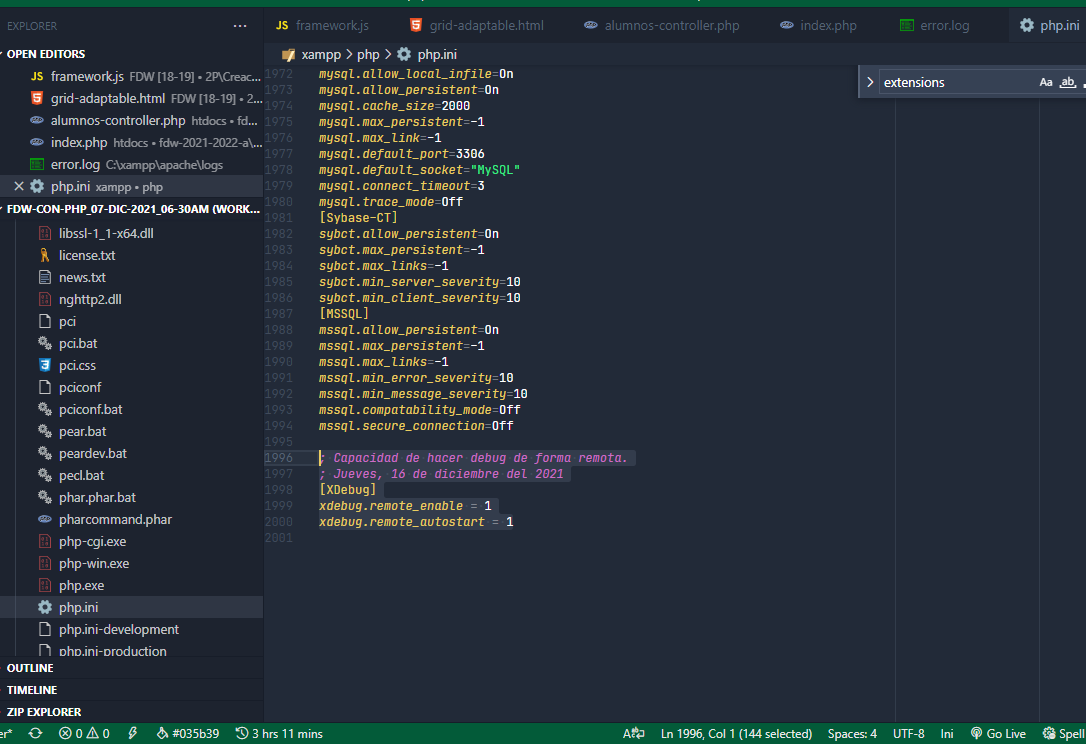 EXPLORER
···
OPEN EDITORS
JS framework.js FDW [18-19] • 2P\Creac...
grid-adaptable.html FDW [18-19] • 2...
alumnos-controller.php htdocs • fd...
index.php htdocs • fdw-2021-2022-a\...
error.log C:\xampp\apache\logs
php.ini xampp • php
FDW-CON-PHP_07-DIC-2021_06-30AM (WORK...
libssl-1_1-x64.dll
license.txt
news.txt
nghttp2.dll
pci
pci.bat
pci.css
pciconf
pciconf.bat
pear.bat
peardev.bat
pecl.bat
phar.phar.bat
pharcommand.phar
php-cgi.exe
php-win.exe
php.exe
php.ini
php.ini-development
php.ini-production
OUTLINE
TIMELINE
ZIP EXPLORER
JS framework.js
grid-adaptable.html
alumnos-controller.php
index.php
error.log
php.ini
xampp > php > php.ini
extensions
Aa ab
1972 mysql.allow_local_infile=On
1973 mysql.allow_persistent=On
1974 mysql.cache_size=2000
1975 mysql.max_persistent=-1
1976 mysql.max_link=-1
1977 mysql.default_port=3306
1978 mysql.default_socket="MySQL"
1979 mysql.connect_timeout=3
1980 mysql.trace_mode=Off
1981 [Sybase-CT]
1982 sybct.allow_persistent=On
1983 sybct.max_persistent=-1
1984 sybct.max_links=-1
1985 sybct.min_server_severity=10
1986 sybct.min_client_severity=10
1987 [MSSQL]
1988 mssql.allow_persistent=On
1989 mssql.max_persistent=-1
1990 mssql.max_links=-1
1991 mssql.min_error_severity=10
1992 mssql.min_message_severity=10
1993 mssql.compatability_mode=Off
1994 mssql.secure_connection=Off
1995
1996 ; Capacidad de hacer debug de forma remota.
1997 ; Jueves, 16 de diciembre del 2021
1998 [XDebug]
1999 xdebug.remote_enable = 1
2000 xdebug.remote_autostart = 1
2001
er* 0 0 #035b39 3 hrs 11 mins
Ln 1996, Col 1 (144 selected) Spaces: 4 UTF-8 Ini Go Live Spell